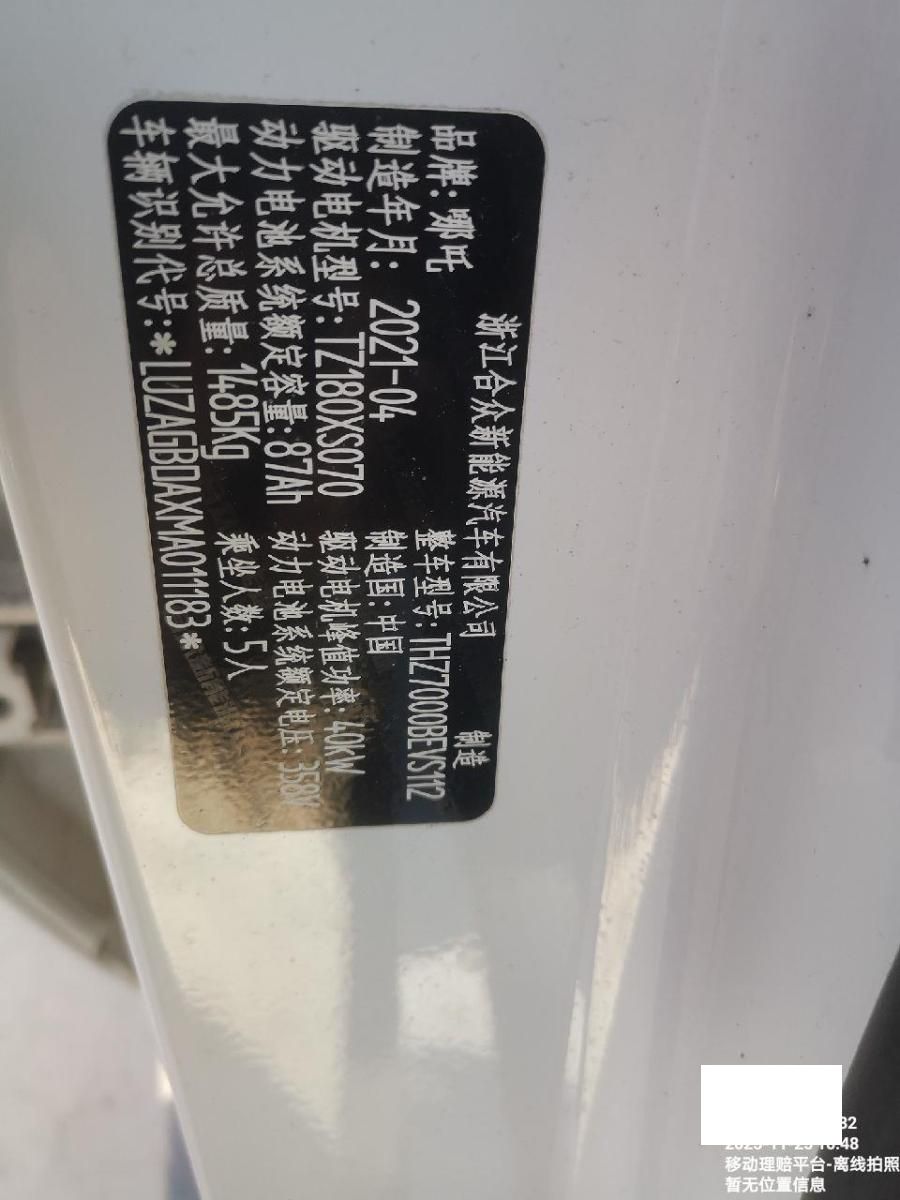 浙江合众新能源汽车有限公司 制造
品牌：哪吒 整车型号：THZ7000BEVS112
制造年月：2021-04 制造国：中国
驱动电机型号：TZ180XS070 驱动电机峰值功率：40KW
动力电池系统额定容量：87Ah 动力电池系统额定电压：358V
最大允许总质量：1485Kg 乘坐人数：5人
车辆识别代号：*LUZAGBDAXMA011183*
32
48
移动理赔平台-离线拍照
暂无位置信息